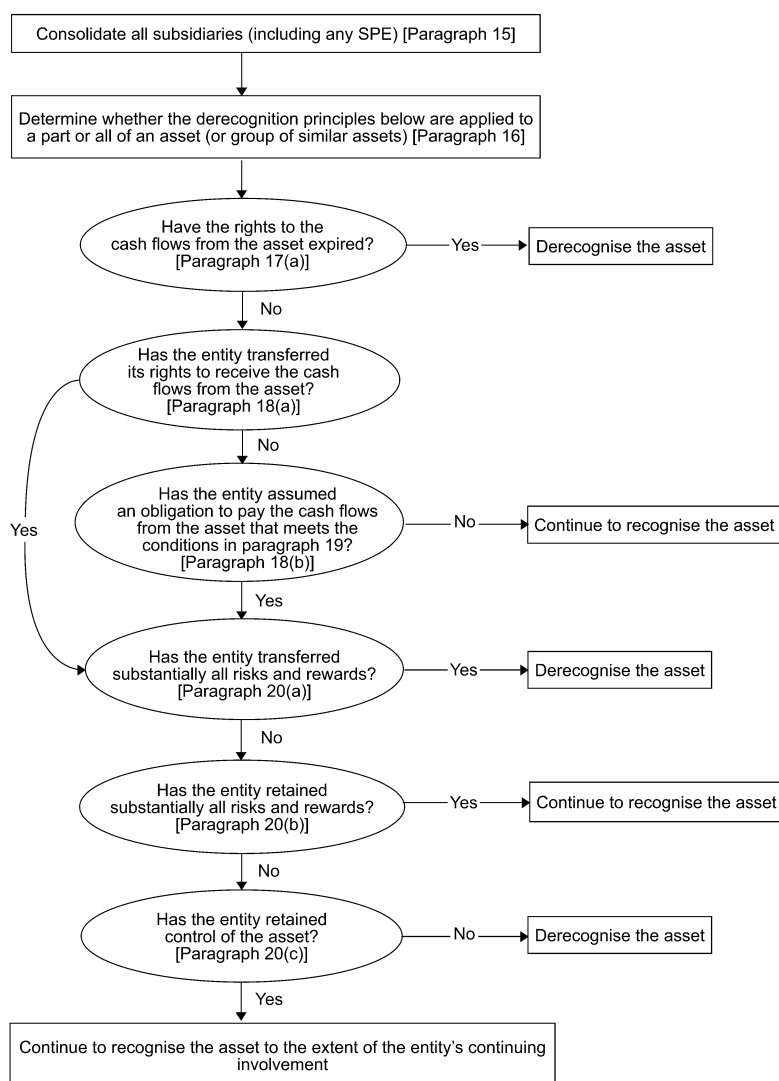 Consolidate all subsidiaries (including any SPE) [Paragraph 15]
Determine whether the derecognition principles below are applied to
a part or all of an asset (or group of similar assets) [Paragraph 16]
Have the rights to the
cash flows from the asset expired?
[Paragraph 17(a)]
Yes
Derecognise the asset
No
Has the entity transferred
its rights to receive the cash
flows from the asset?
[Paragraph 18(a)]
No
Yes
Has the entity assumed
an obligation to pay the cash flows
from the asset that meets the
conditions in paragraph 19?
[Paragraph 18(b)]
No
Continue to recognise the asset
Yes
Has the entity transferred
substantially all risks and rewards?
[Paragraph 20(a)]
Yes
Derecognise the asset
No
Has the entity retained
substantially all risks and rewards?
[Paragraph 20(b)]
Yes
Continue to recognise the asset
No
Has the entity retained
control of the asset?
[Paragraph 20(c)]
No
Derecognise the asset
Yes
Continue to recognise the asset to the extent of the entity's continuing
involvement